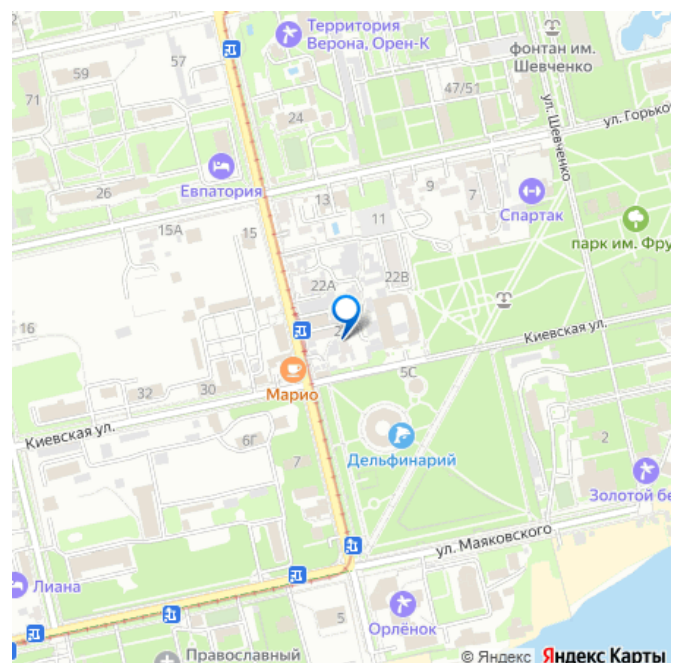 Территория
Верона, Орен-К
фонтан им.
Шевченко
57
59
71
47/51
24
ул. Шевченко
ул. Горько
Евпатория
26
13
9
7
Спартак
11
15А
15
парк им. Фру
22А
22В
16
Киевская ул.
Марио
32
30
5С
Киевская ул.
6Г
7
2
Дельфинарий
Золотой бе
ул. Маяковского
Лиана
5
Орлёнок
Православный
© Яндекс Яндекс Карты